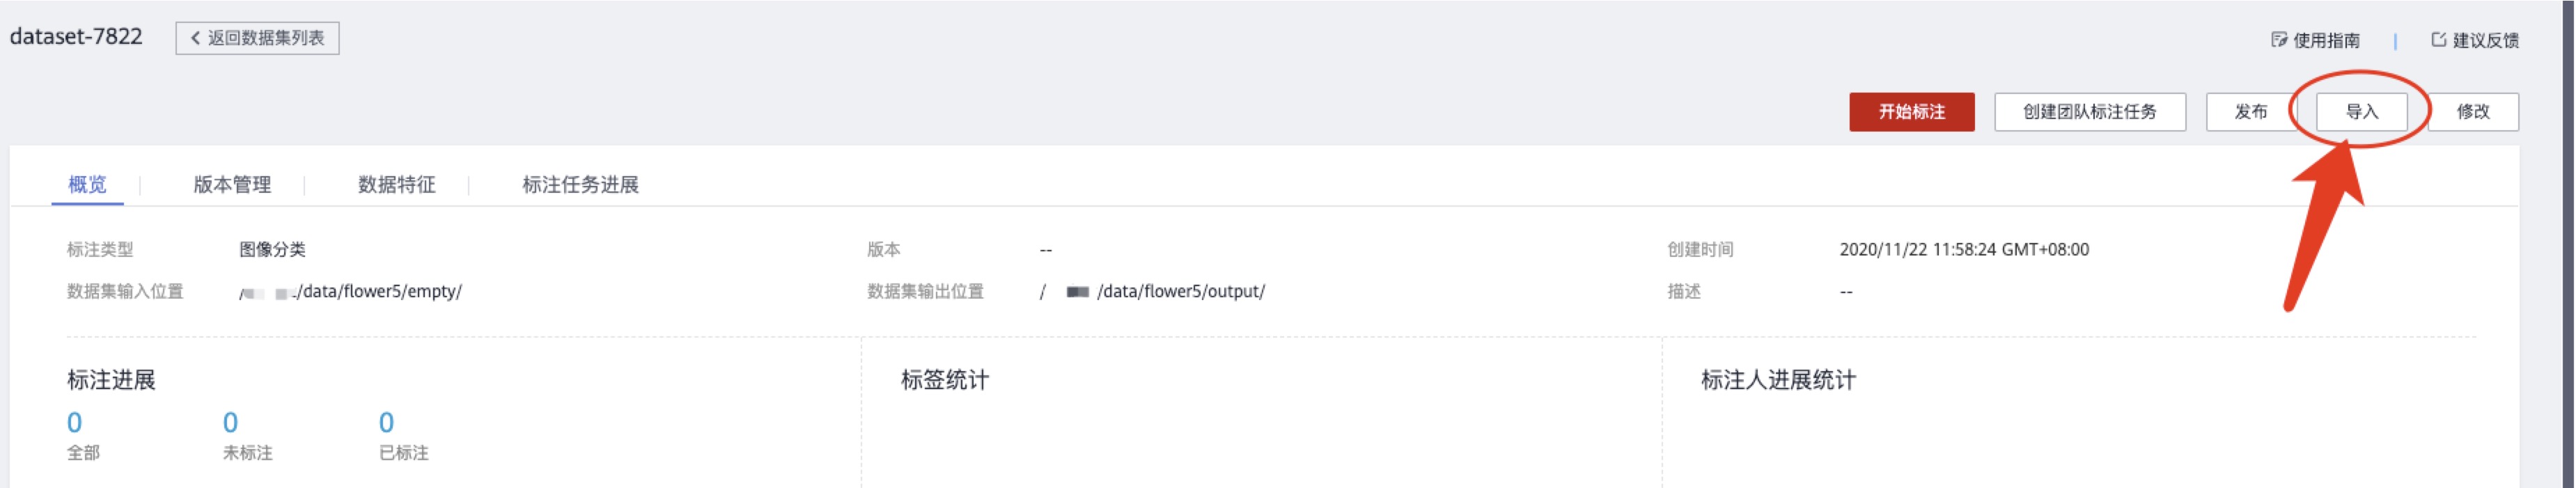 dataset-7822 返回数据集列表 使用指南 建议反馈
开始标注 创建团队标注任务 发布 导入 修改
概览 版本管理 数据特征 标注任务进展
标注类型 图像分类 版本 -- 创建时间 2020/11/22 11:58:24 GMT+08:00
数据集输入位置 /data/flower5/empty/ 数据集输出位置 / /data/flower5/output/ 描述 --
标注进展 标签统计 标注人进展统计
0 0 0
全部 未标注 已标注